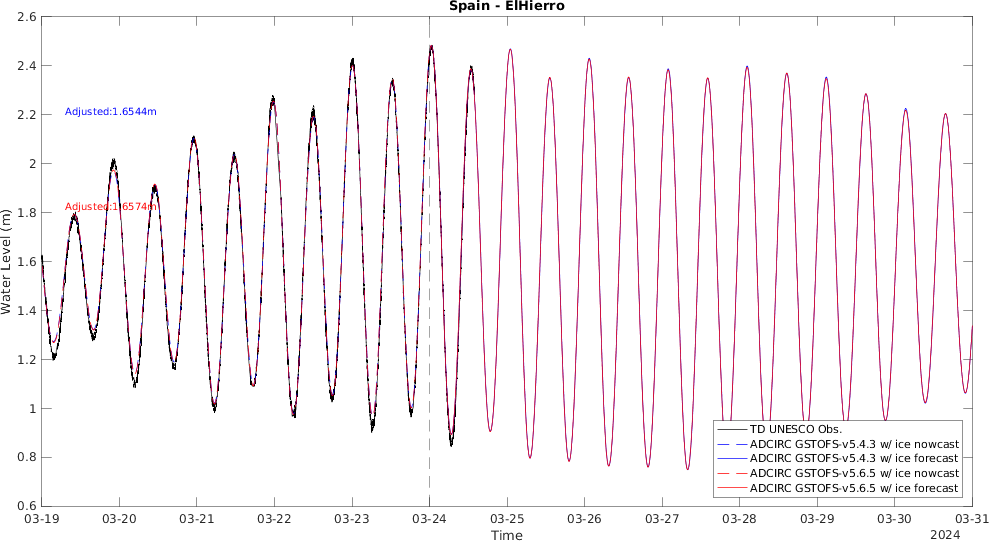 Spain - ElHierro
2.6
2.4
2.2
2
1.8
1.6
1.4
1.2
1
0.8
0.6
Water Level (m)
Adjusted:1.6544m
Adjusted:1.6574m
TD UNESCO Obs.
ADCIRC GSTOFS-v5.4.3 w/ ice nowcast
ADCIRC GSTOFS-v5.4.3 w/ ice forecast
ADCIRC GSTOFS-v5.6.5 w/ ice nowcast
ADCIRC GSTOFS-v5.6.5 w/ ice forecast
03-19 03-20 03-21 03-22 03-23 03-24 03-25 03-26 03-27 03-28 03-29 03-30 03-31
Time
2024